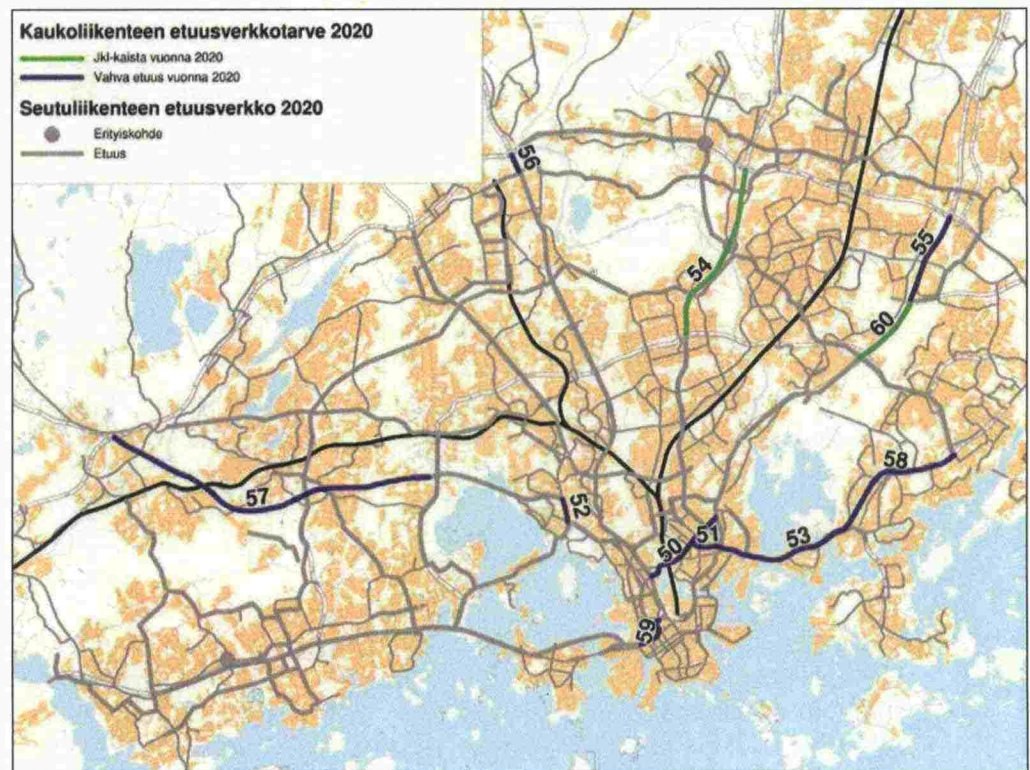 Kaukoliikenteen etuusverkkotarve 2020
Jkl-kaista vuonna 2020
Vahva etuus vuonna 2020
Seutuliikenteen etuusverkko 2020
Erityiskohde
Etuus
56
55
54
60
58
57
52
53
51
50
59